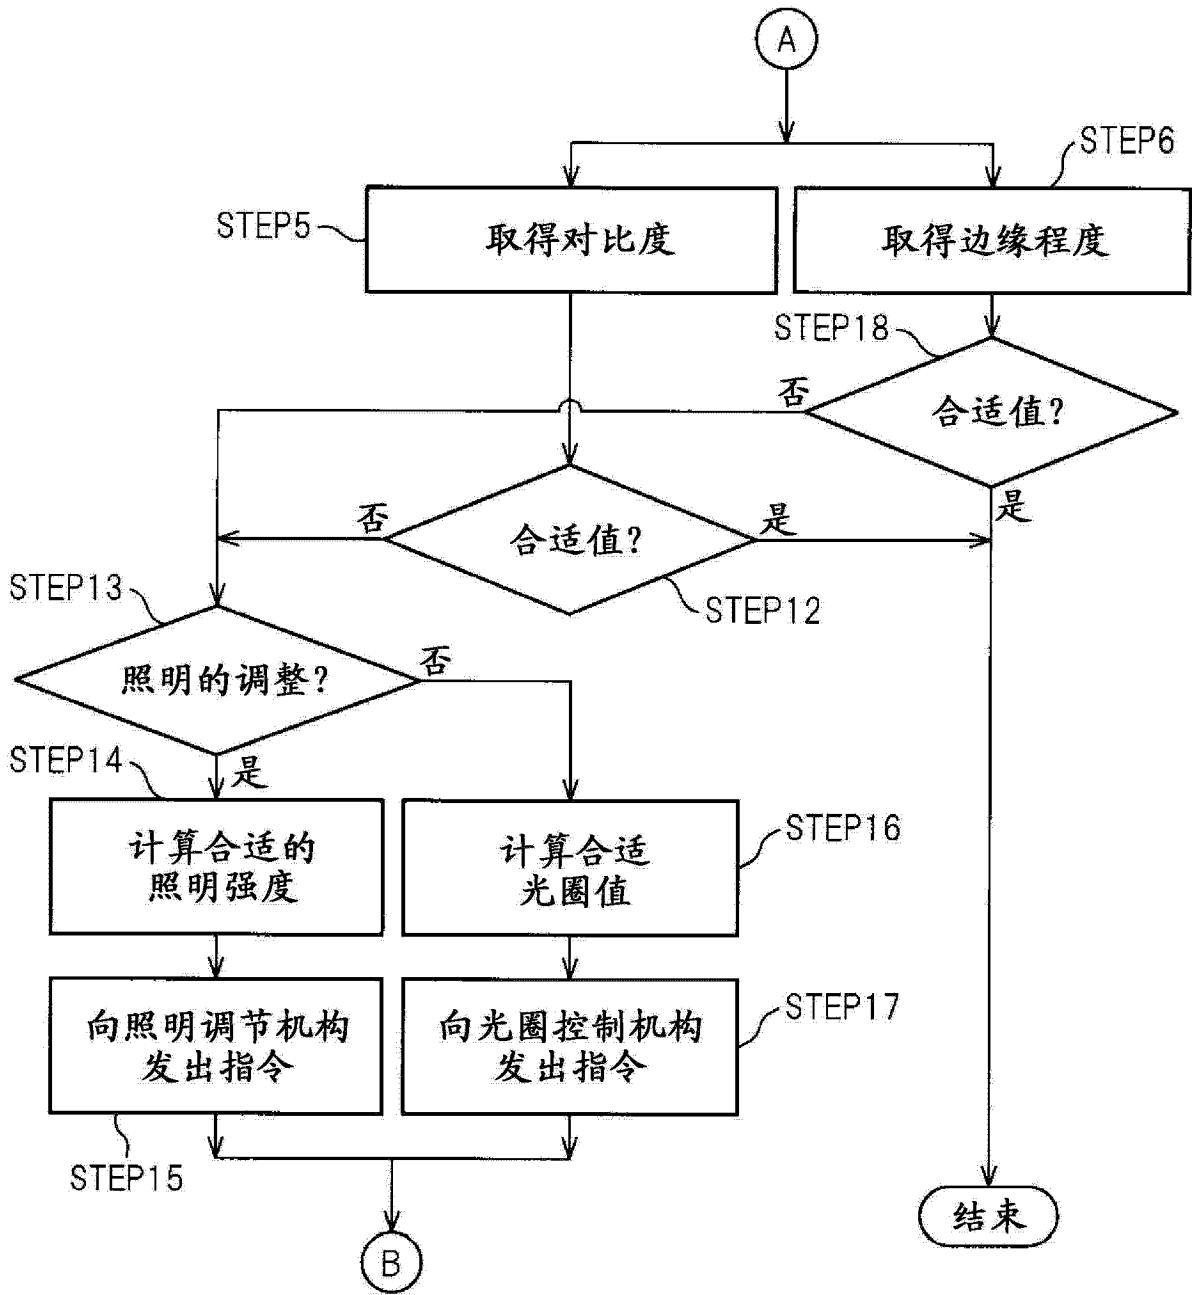 A
STEP6
STEP5
取得对比度
取得边缘程度
STEP18
否
合适值?
是
否
合适值?
是
STEP12
STEP13
照明的调整?
否
STEP14
是
计算合适的
照明强度
计算合适
光圈值
STEP16
向照明调节机构
发出指令
向光圈控制机构
发出指令
STEP17
STEP15
结束
B